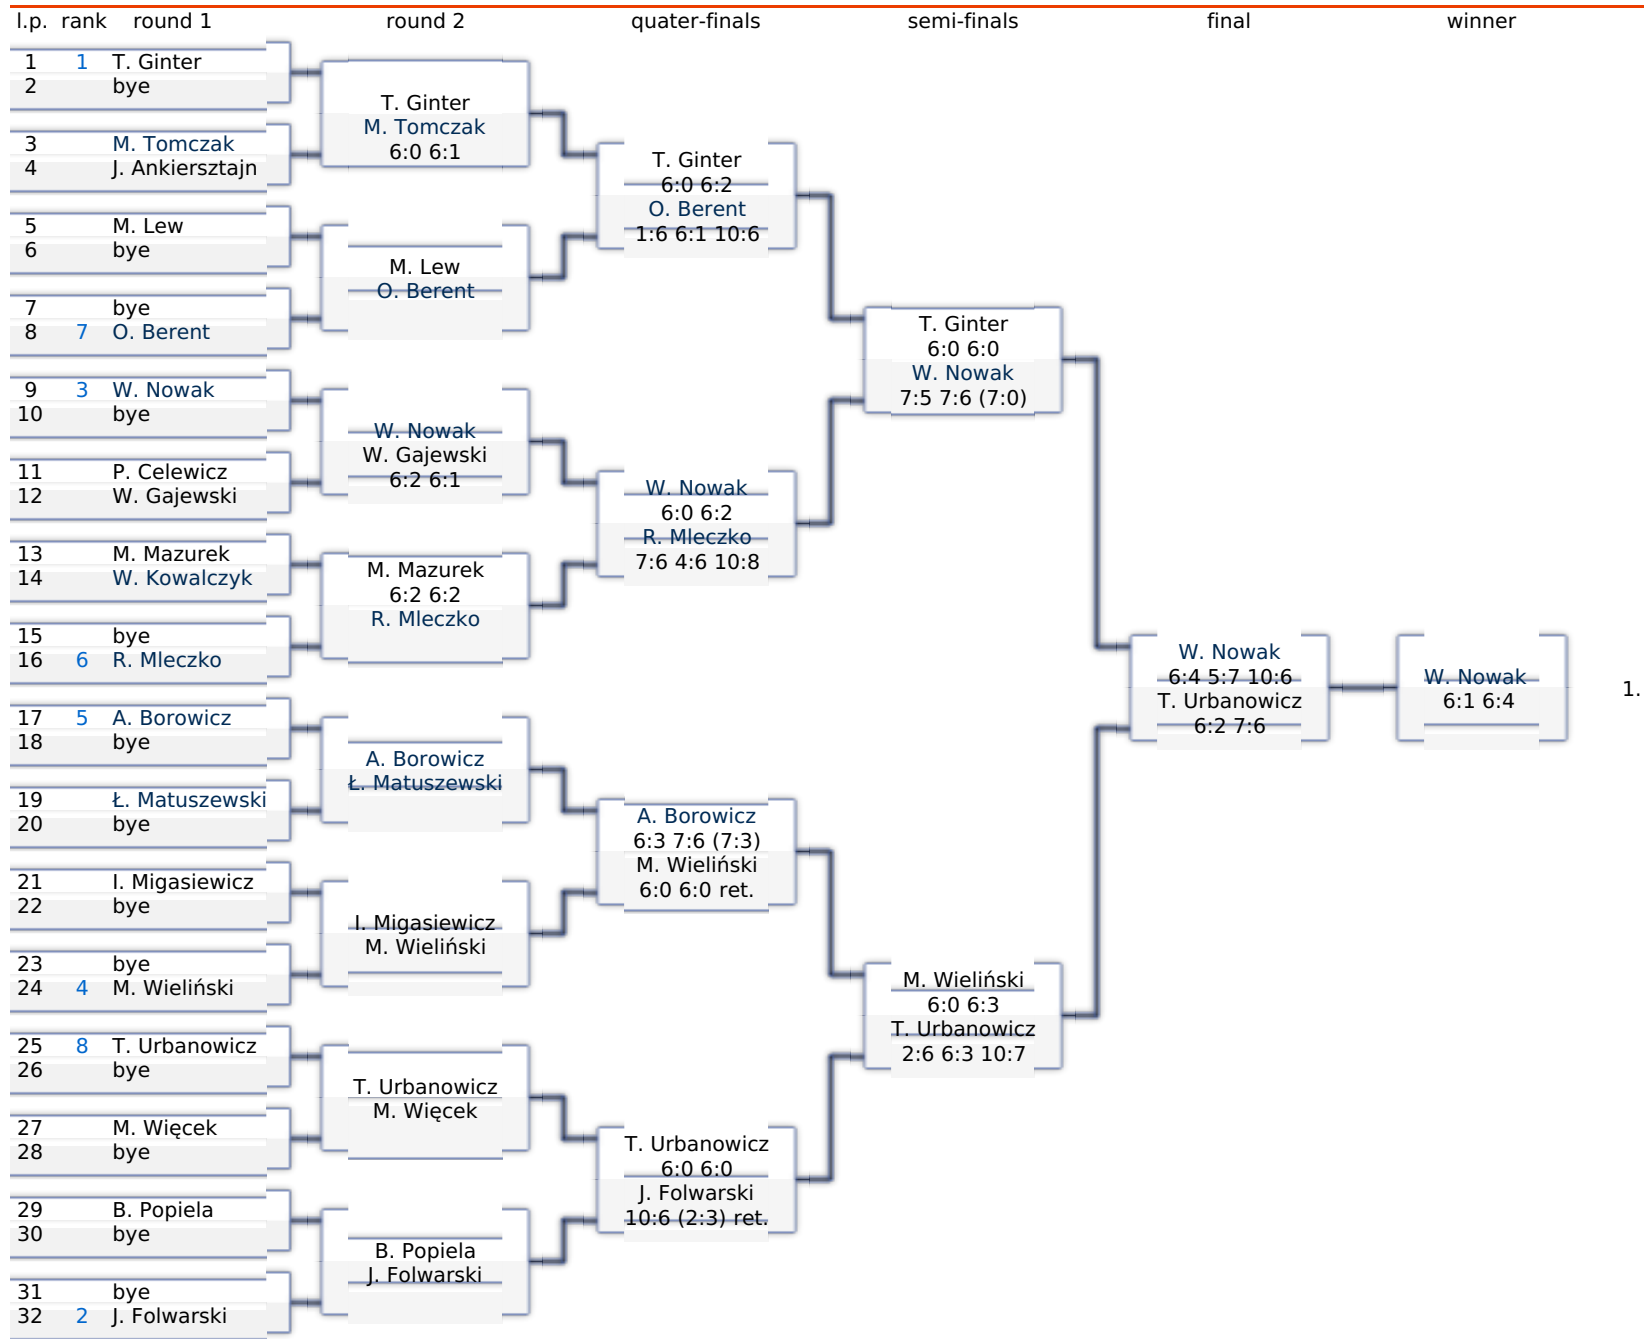 l.p. rank round 1 round 2 quater-finals semi-finals final winner
1 1 T. Ginter
2 bye
3 M. Tomczak
4 J. Ankiersztajn
5 M. Lew
6 bye
7 bye
8 7 O. Berent
9 3 W. Nowak
10 bye
11 P. Celewicz
12 W. Gajewski
13 M. Mazurek
14 W. Kowalczyk
15 bye
16 6 R. Mleczko
17 5 A. Borowicz
18 bye
19 Ł. Matuszewski
20 bye
21 I. Migasiewicz
22 bye
23 bye
24 4 M. Wieliński
25 8 T. Urbanowicz
26 bye
27 M. Więcek
28 bye
29 B. Popiela
30 bye
31 bye
32 2 J. Folwarski
T. Ginter
M. Tomczak
6:0 6:1
M. Lew
O. Berent
W. Nowak
W. Gajewski
6:2 6:1
M. Mazurek
6:2 6:2
R. Mleczko
A. Borowicz
Ł. Matuszewski
I. Migasiewicz
M. Wieliński
T. Urbanowicz
M. Więcek
B. Popiela
J. Folwarski
T. Ginter
6:0 6:2
O. Berent
1:6 6:1 10:6
W. Nowak
6:0 6:2
R. Mleczko
7:6 4:6 10:8
A. Borowicz
6:3 7:6 (7:3)
M. Wieliński
6:0 6:0 ret.
T. Urbanowicz
6:0 6:0
J. Folwarski
10:6 (2:3) ret.
T. Ginter
6:0 6:0
W. Nowak
7:5 7:6 (7:0)
M. Wieliński
6:0 6:3
T. Urbanowicz
2:6 6:3 10:7
W. Nowak
6:4 5:7 10:6
T. Urbanowicz
6:2 7:6
W. Nowak
6:1 6:4
1.